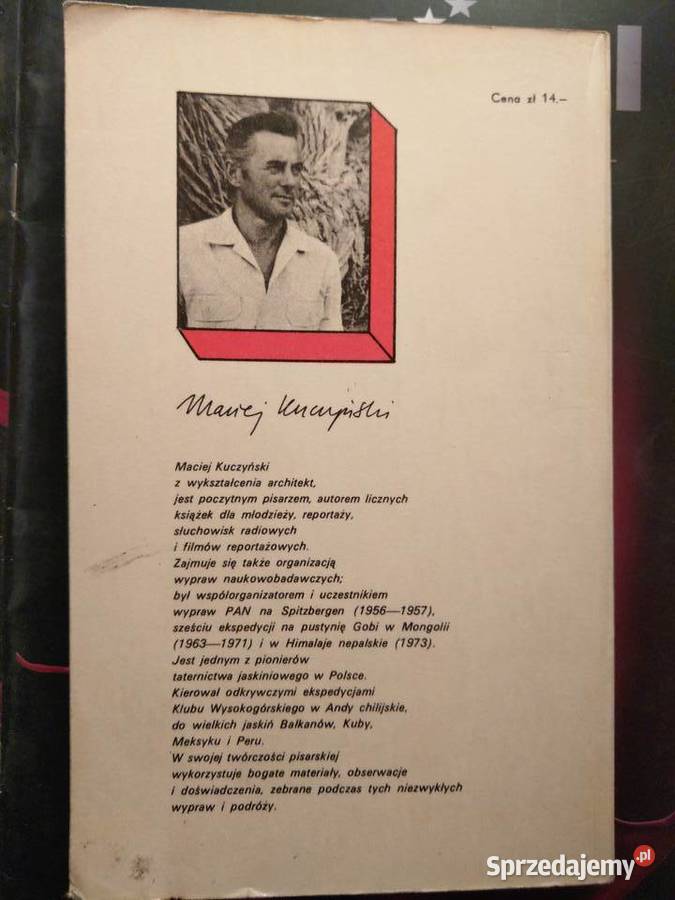 Cena zł 14.—
Maciej Kuczyński
Maciej Kuczyński
z wykształcenia architekt,
jest poczytnym pisarzem, autorem licznych
książek dla młodzieży, reportaży,
słuchowisk radiowych
i filmów reportażowych.
Zajmuje się także organizacją
wypraw naukowobadawczych;
był współorganizatorem i uczestnikiem
wypraw PAN na Spitzbergen (1956—1957),
sześciu ekspedycji na pustynię Gobi w Mongolii
(1963—1971) i w Himalaje nepalskie (1973).
Jest jednym z pionierów
taternictwa jaskiniowego w Polsce.
Kierował odkrywczymi ekspedycjami
Klubu Wysokogórskiego w Andy chilijskie,
do wielkich jaskiń Bałkanów, Kuby,
Meksyku i Peru.
W swojej twórczości pisarskiej
wykorzystuje bogate materiały, obserwacje
i doświadczenia, zebrane podczas tych niezwykłych
wypraw i podróży.
Sprzedajemy.pl